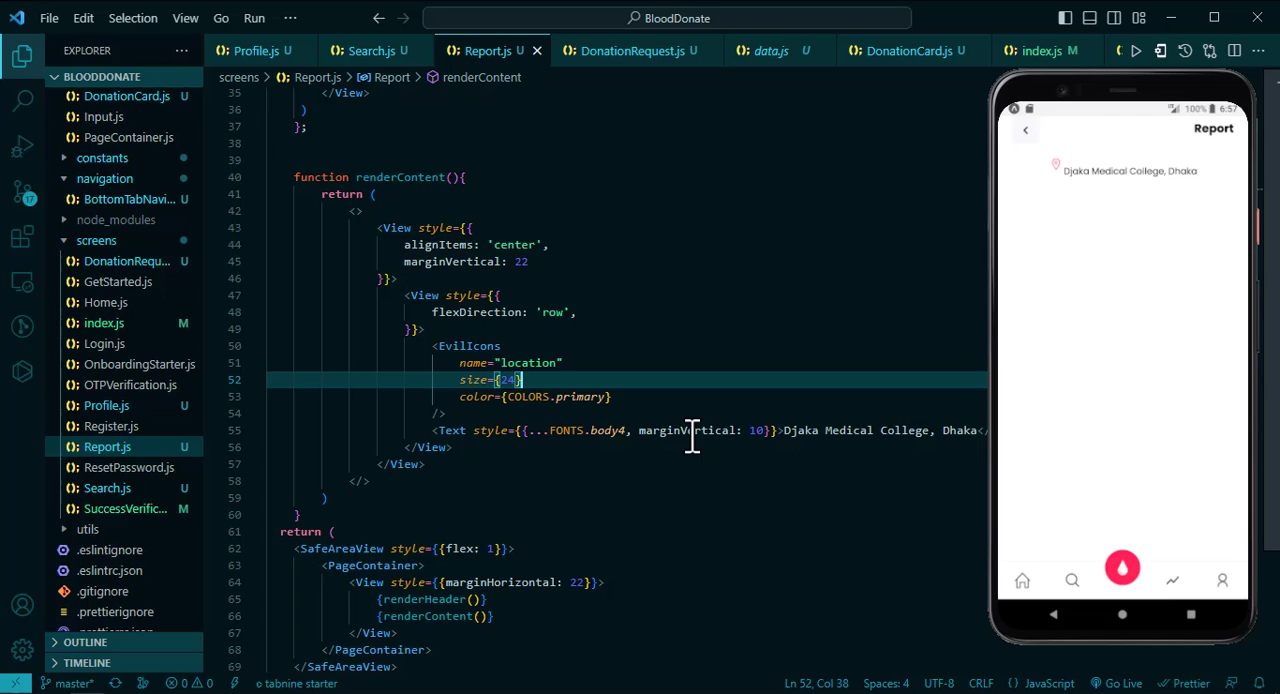 File Edit Selection View Go Run ··· BloodDonate
EXPLORER ···
Profile.js U Search.js U Report.js U DonationRequest.js U data.js U DonationCard.js U index.js M
BLOODDONATE
DonationCard.js U
Input.js
PageContainer.js
constants
navigation
BottomTabNavi... U
node_modules
screens
DonationRequ... U
GetStarted.js
Home.js
index.js M
Login.js
OnboardingStarter.js
OTPVerification.js
Profile.js U
Register.js
Report.js U
ResetPassword.js
Search.js U
SuccessVerific... M
utils
.eslintignore
.eslintrc.json
.gitignore
.prettierignore
OUTLINE
TIMELINE
17
screens > Report.js > Report > renderContent
35 </View>
36 )
37 };
38
39
40 function renderContent(){
41 return (
42 <>
43 <View style={{
44 alignItems: 'center',
45 marginVertical: 22
46 }}>
47 <View style={{
48 flexDirection: 'row',
49 }}>
50 <EvilIcons
51 name="location"
52 size={24}
53 color={COLORS.primary}
54 />
55 <Text style={{...FONTS.body4, marginVertical: 10}}>Djaka Medical College, Dhaka</
56 </View>
57 </View>
58 </>
59 )
60 }
61 return (
62 <SafeAreaView style={{flex: 1}}>
63 <PageContainer>
64 <View style={{marginHorizontal: 22}}>
65 {renderHeader()}
66 {renderContent()}
67 </View>
68 </PageContainer>
69 </SafeAreaView>
100% 6:57
Report
Djaka Medical College, Dhaka
master* 0 0 tabnine starter Ln 52, Col 38 Spaces: 4 UTF-8 CRLF { } JavaScript Go Live Prettier